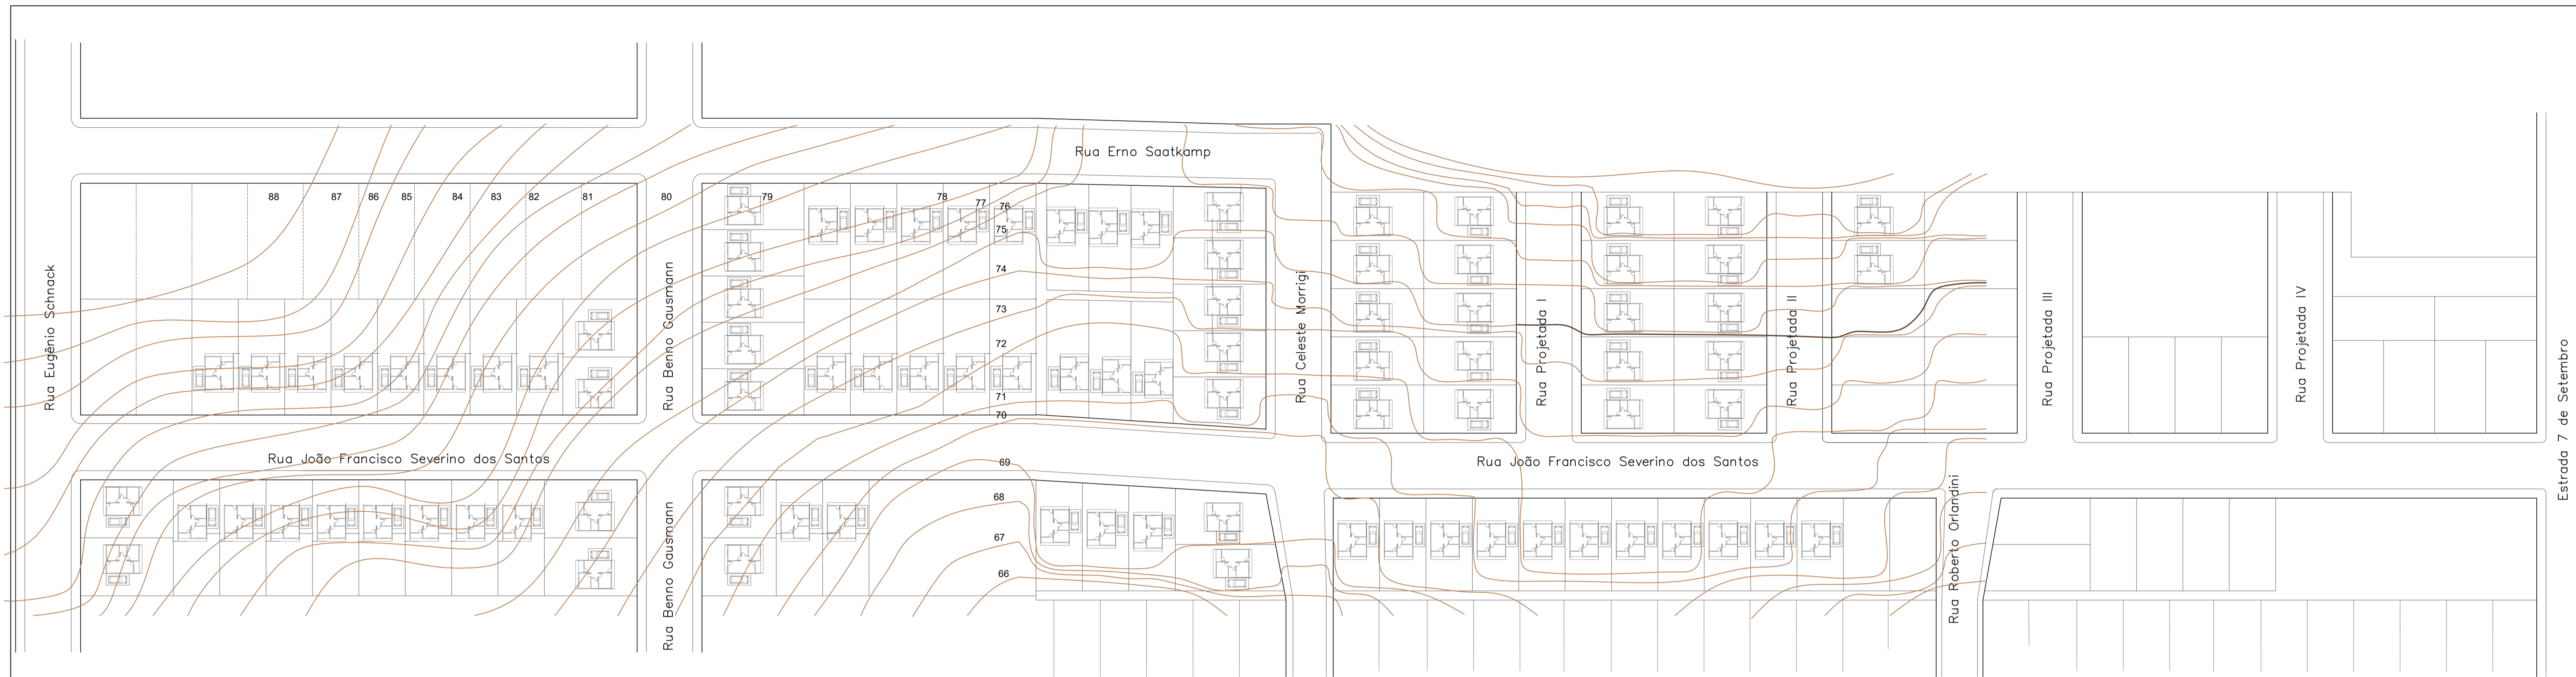 Rua Erno Saatkamp
88
87
86
85
84
83
82
81
80
79
78
77
76
75
74
73
72
71
70
69
68
67
66
Rua Eugênio Schnack
Rua Benno Gausmann
Rua Celeste Morrigi
Rua Projetada I
Rua Projetada II
Rua Projetada III
Rua Projetada IV
Estrada 7 de Setembro
Rua João Francisco Severino dos Santos
Rua João Francisco Severino dos Santos
Rua Benno Gausmann
Rua Roberto Orlandini